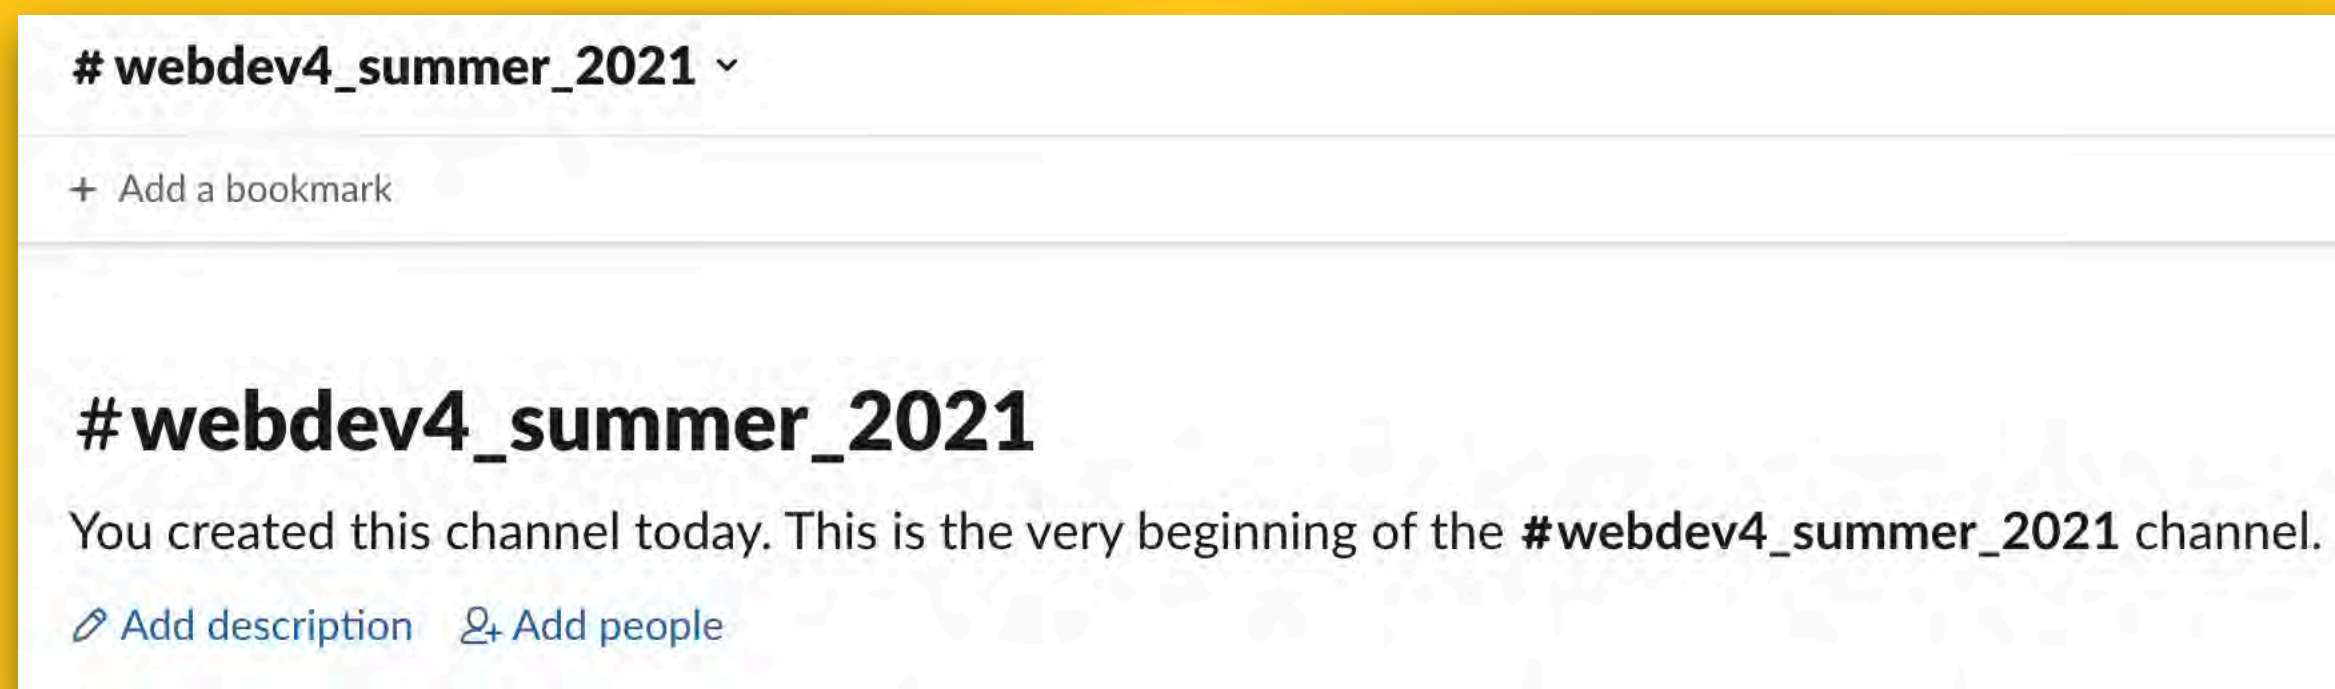 # webdev4_summer_2021
+ Add a bookmark
#webdev4_summer_2021
You created this channel today. This is the very beginning of the #webdev4_summer_2021 channel.
Add description Add people